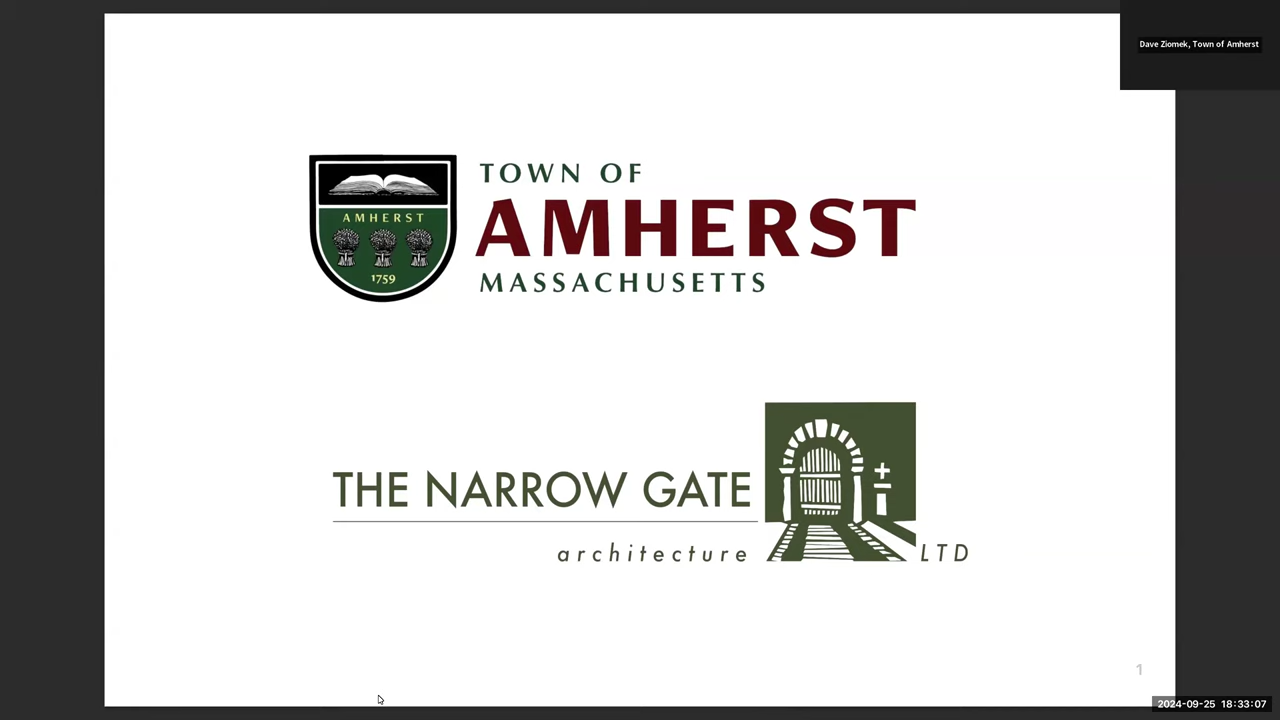 Dave Ziomek, Town of Amherst
TOWN OF
AMHERST
MASSACHUSETTS
AMHERST
1759
THE NARROW GATE
architecture LTD
1
2024-09-25 18:33:07